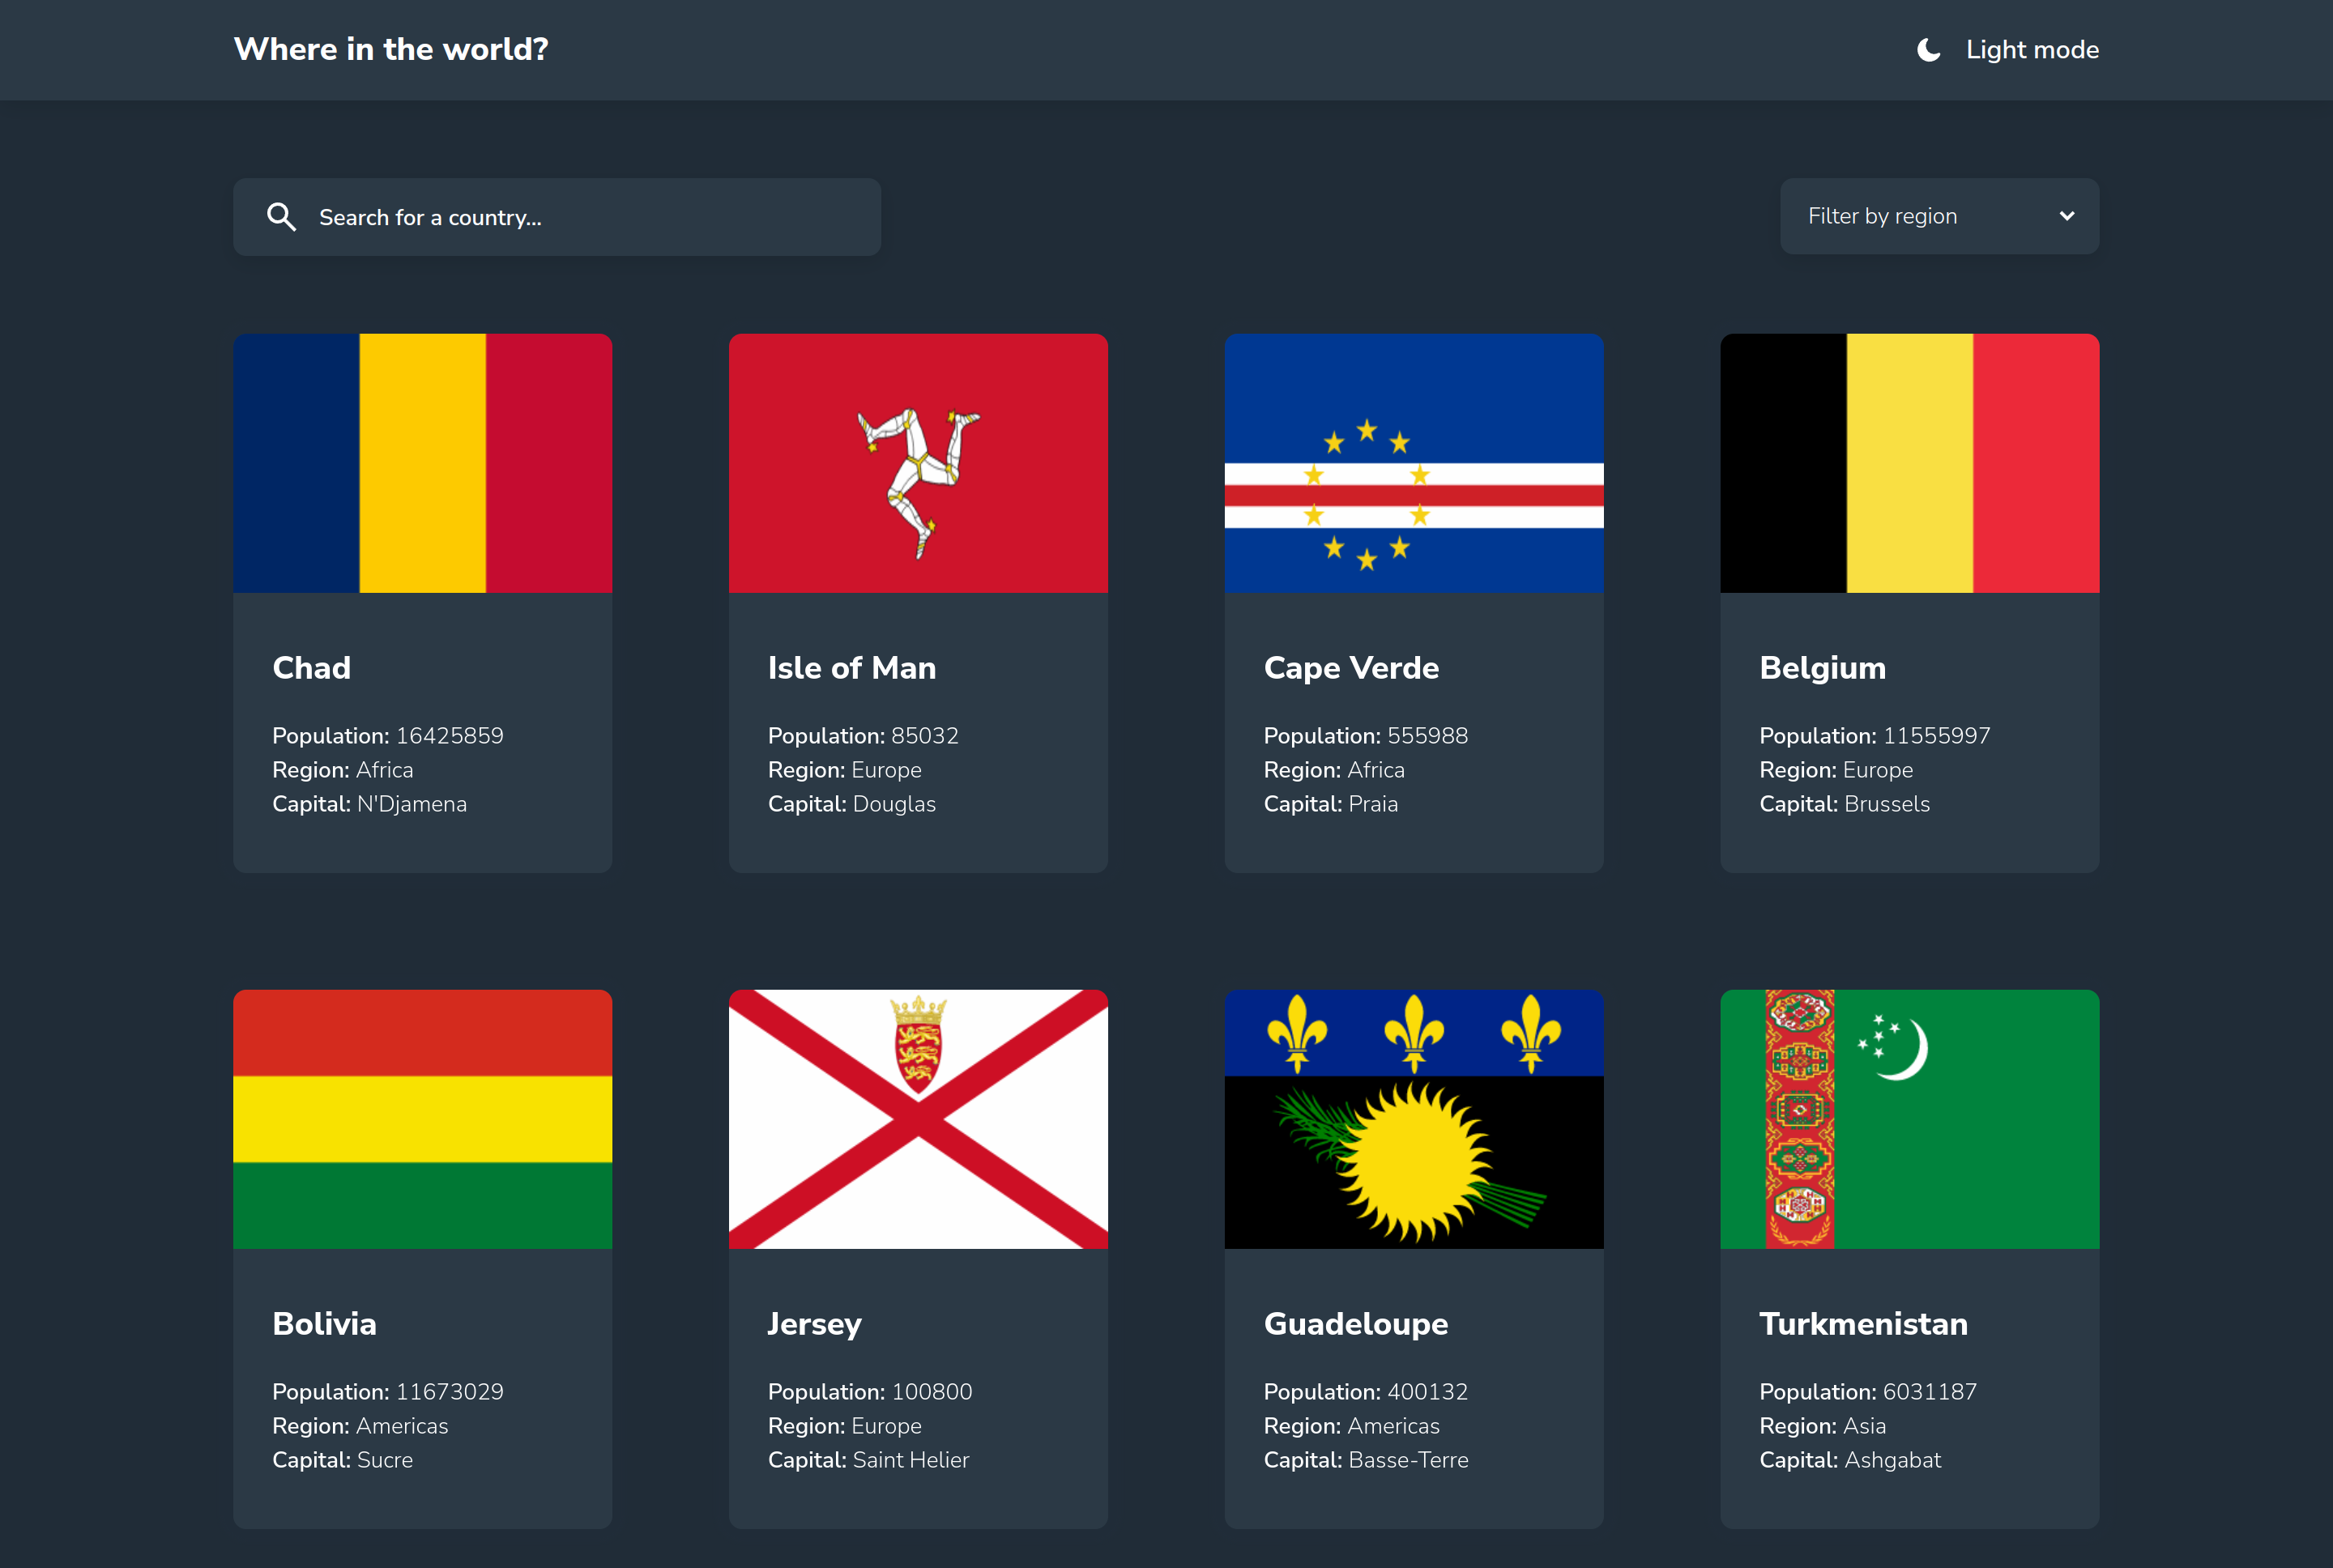 Where in the world?
Light mode
Search for a country...
Filter by region
Chad
Population: 16425859
Region: Africa
Capital: N'Djamena
Isle of Man
Population: 85032
Region: Europe
Capital: Douglas
Cape Verde
Population: 555988
Region: Africa
Capital: Praia
Belgium
Population: 11555997
Region: Europe
Capital: Brussels
Bolivia
Population: 11673029
Region: Americas
Capital: Sucre
Jersey
Population: 100800
Region: Europe
Capital: Saint Helier
Guadeloupe
Population: 400132
Region: Americas
Capital: Basse-Terre
Turkmenistan
Population: 6031187
Region: Asia
Capital: Ashgabat